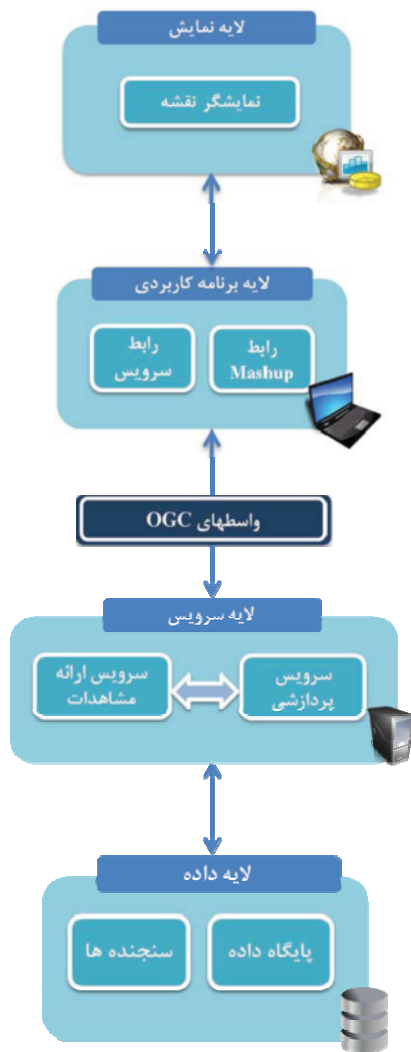 لایه نمایش
نمایشگر نقشه
لایه برنامه کاربردی
رابط
Mashup
رابط
سرویس
واسطهای OGC
لایه سرویس
سرویس
پردازشی
سرویس ارائه
مشاهدات
لایه داده
پایگاه داده
سنجنده ها